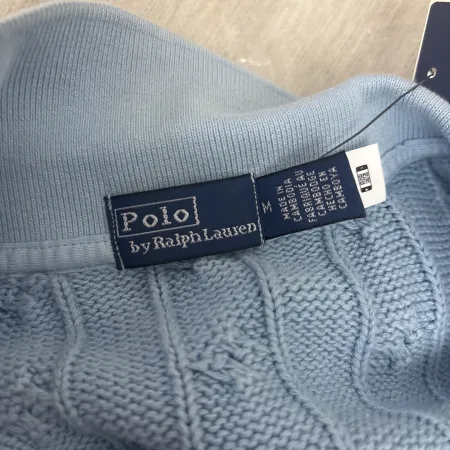 Polo
by Ralph Lauren
M
MADE IN
CAMBODIA
FABRIQUÉ AU
CAMBODGE
HECHO EN
CAMBOYA